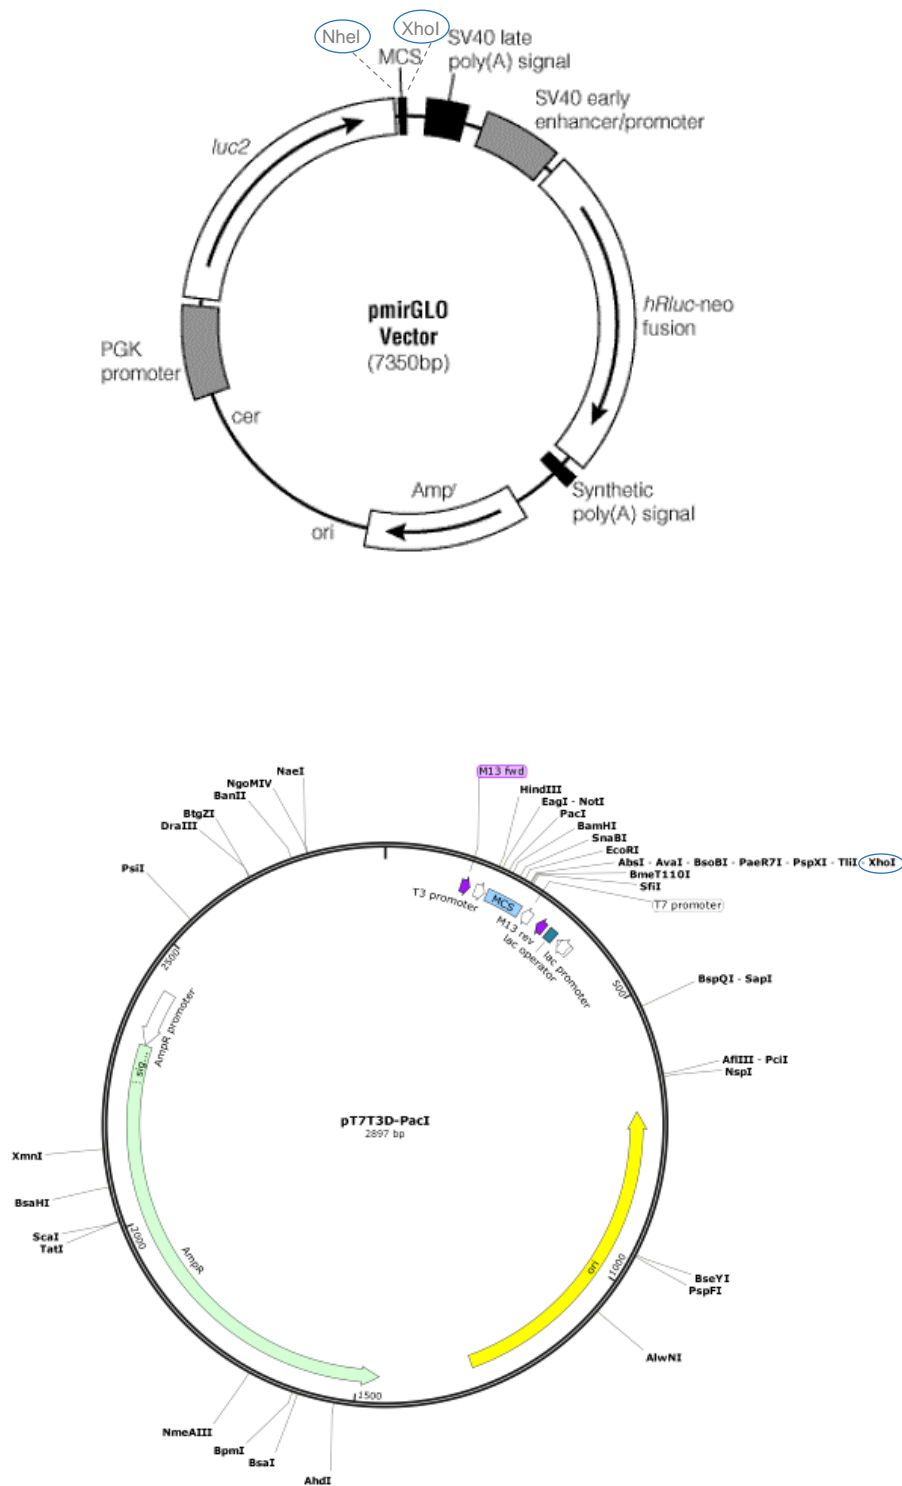 NheI
XhoI
MCS
SV40 late
poly(A) signal
SV40 early
enhancer/promoter
luc2
pmirGLO
Vector
(7350bp)
hRluc-neo
fusion
PGK
promoter
cer
Ampʳ
Synthetic
poly(A) signal
ori
M13 fwd
NaeI
NgoMIV
BanII
BtgZI
DraIII
PsiI
HindIII
EagI - NotI
PacI
BamHI
SnaBI
EcoRI
AbsI - AvaI - BsoBI - PaeR7I - PspXI - TliI - XhoI
BmeT110I
SfiI
T7 promoter
T3 promoter
MCS
M13 rev
lac operator
lac promoter
2500
500
BspQI - SapI
AmpR promoter
sig...
AflIII - PciI
NspI
pT7T3D-PacI
2897 bp
XmnI
BsaHI
ScaI
TatI
2000
AmpR
ori
1000
BseYI
PspFI
AlwNI
1500
NmeAIII
BpmI
BsaI
AhdI